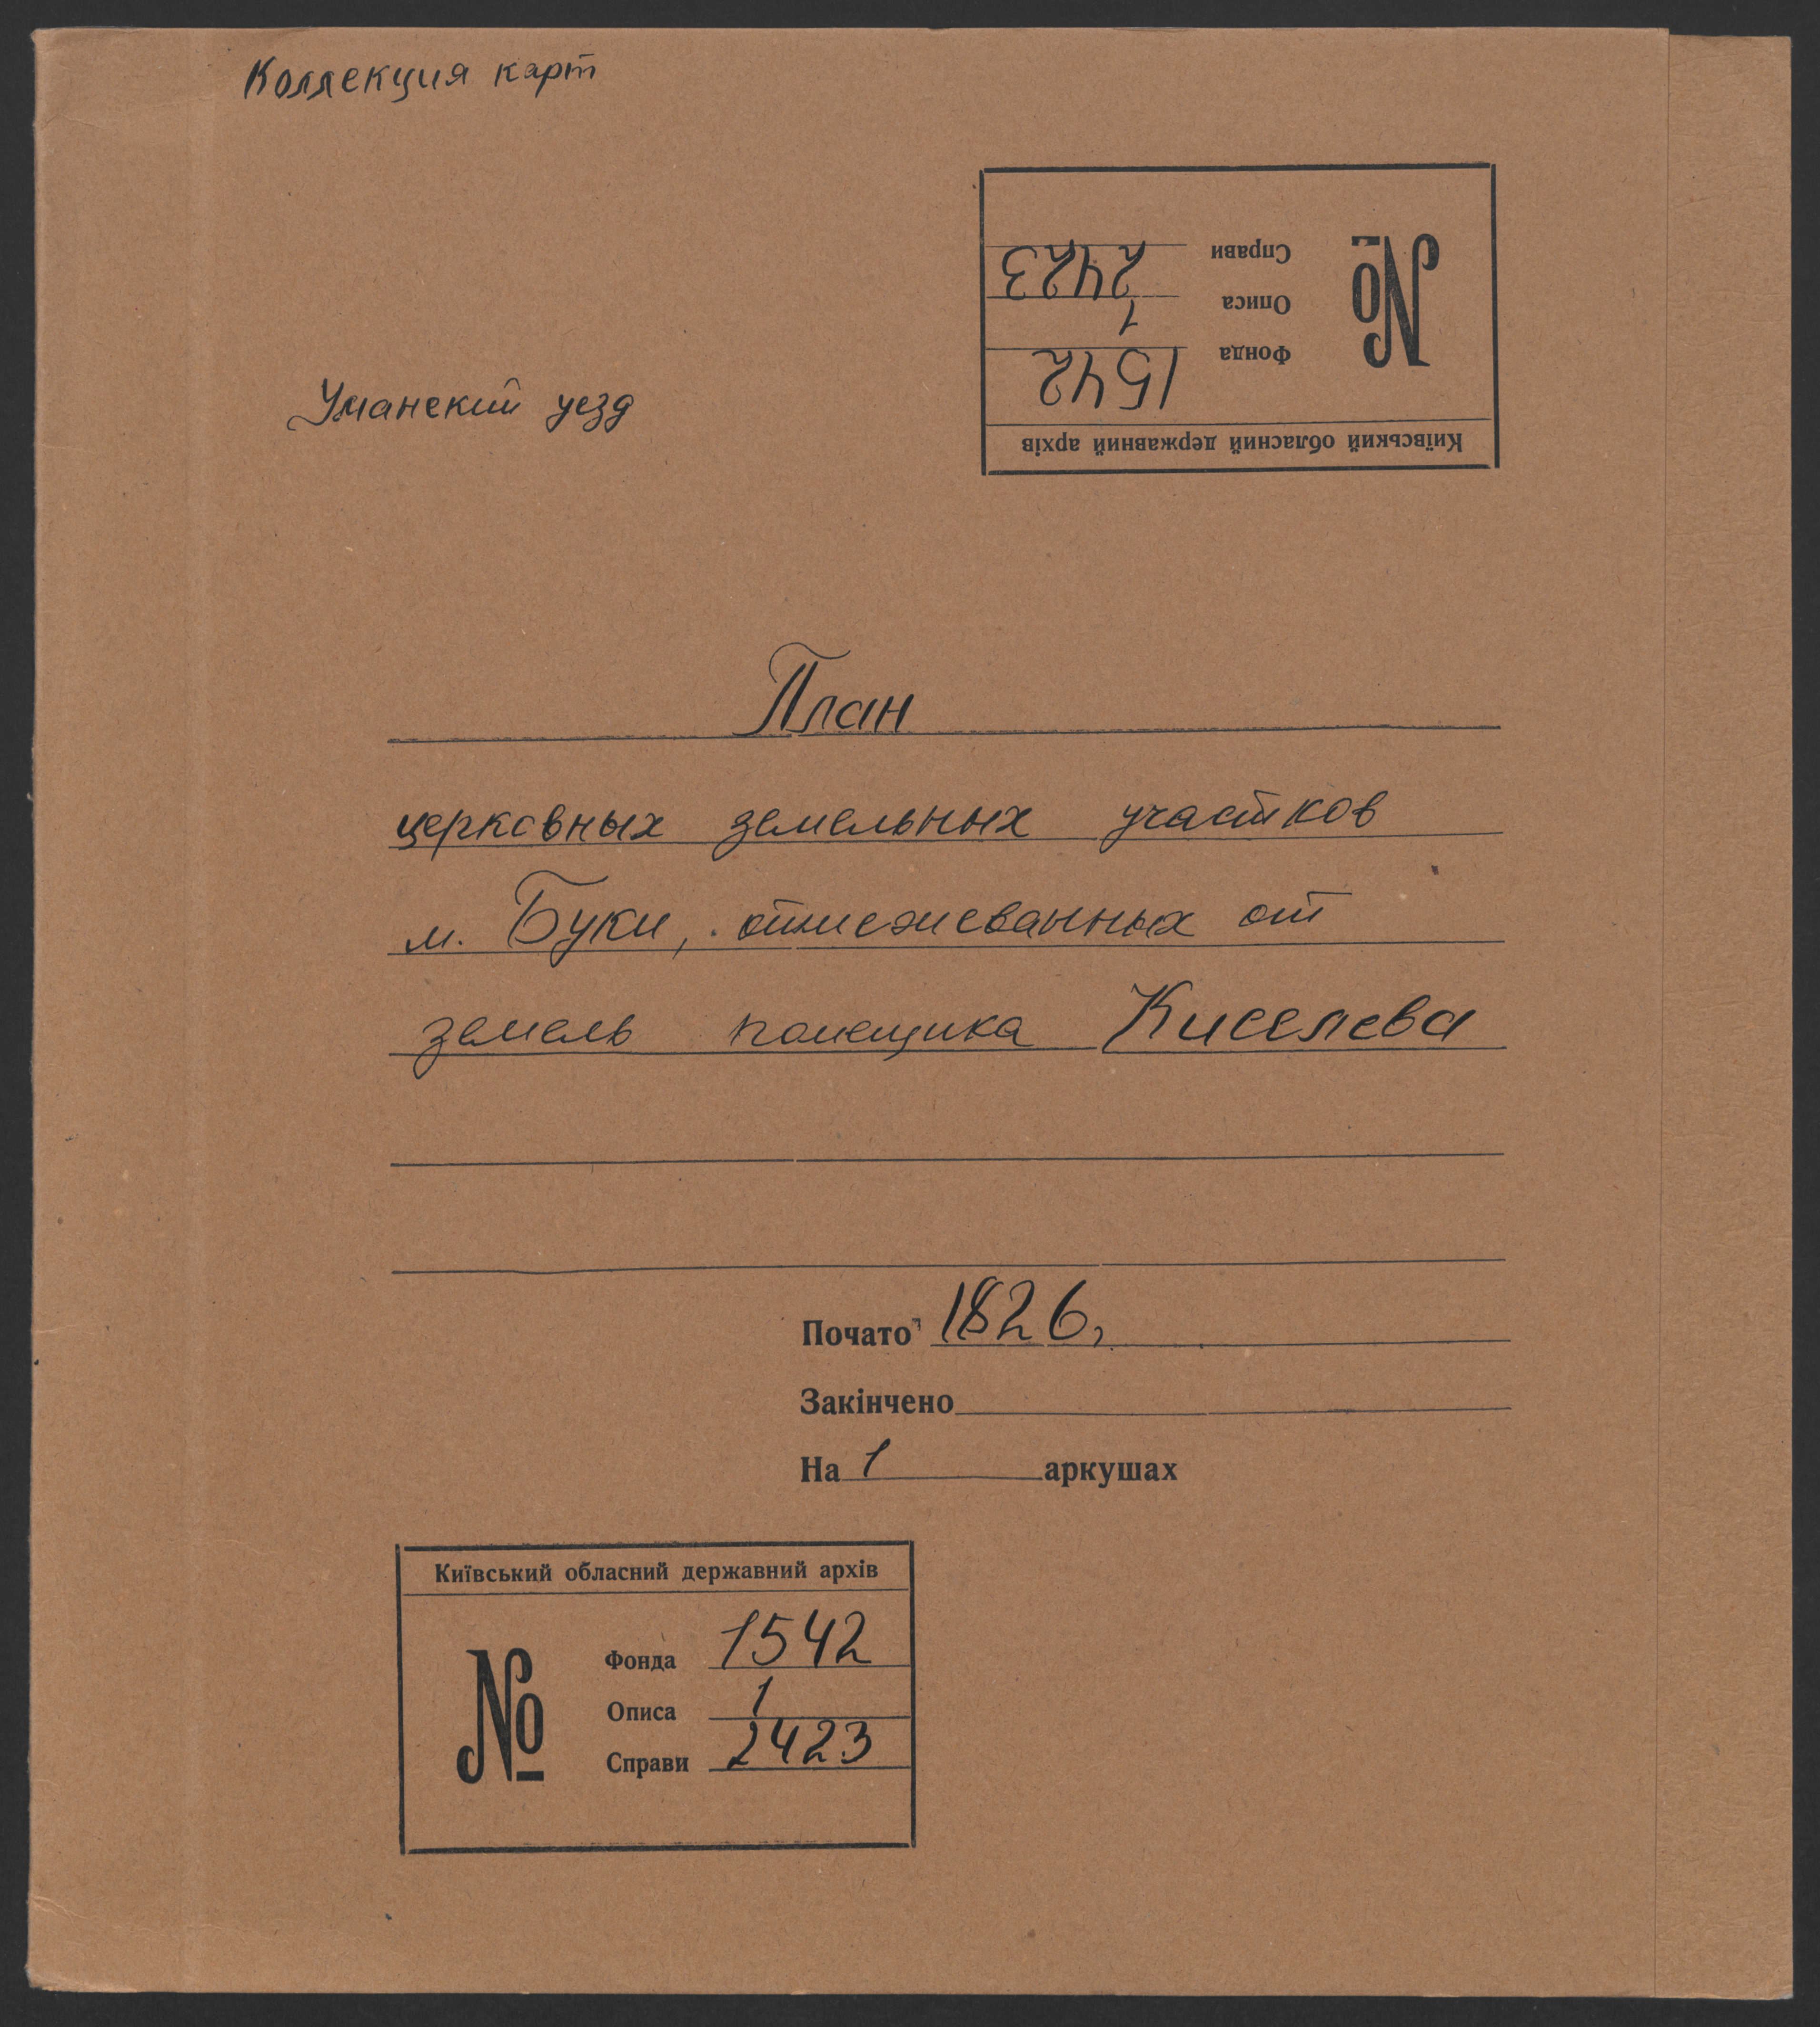 Коллекция карт
Справи 2423
Описа 1
Фонда 1542
№
Київський обласний державний архів
Уманский уезд
План
церковных земельных участков
м. Буки, отмежеванных от
земель помещика Киселева
Почато 1826,
Закінчено
На 1 аркушах
Київський обласний державний архів
№
Фонда 1542
Описа 1
Справи 2423